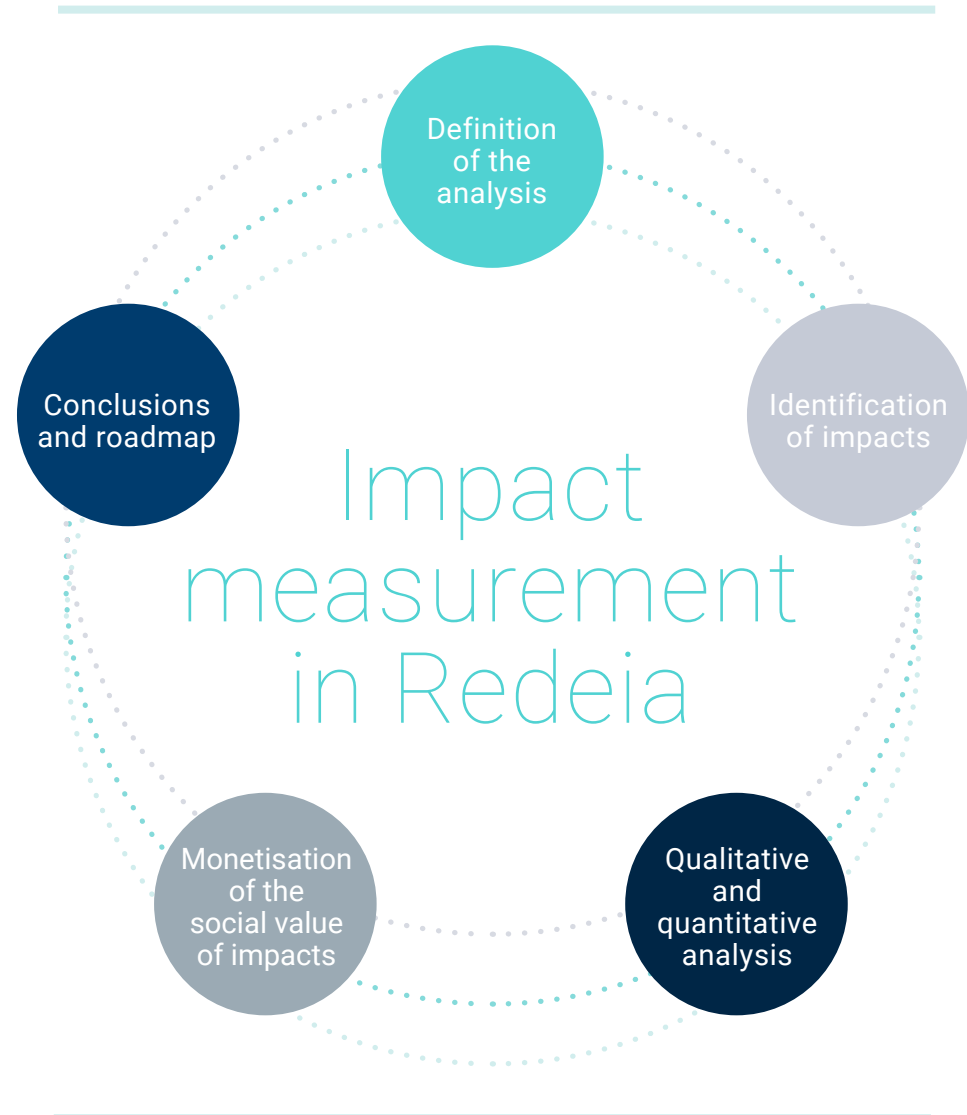 Definition
of the
analysis
Identification
of impacts
Conclusions
and roadmap
Impact
measurement
in Redeia
Qualitative
and
quantitative
analysis
Monetisation
of the
social value
of impacts